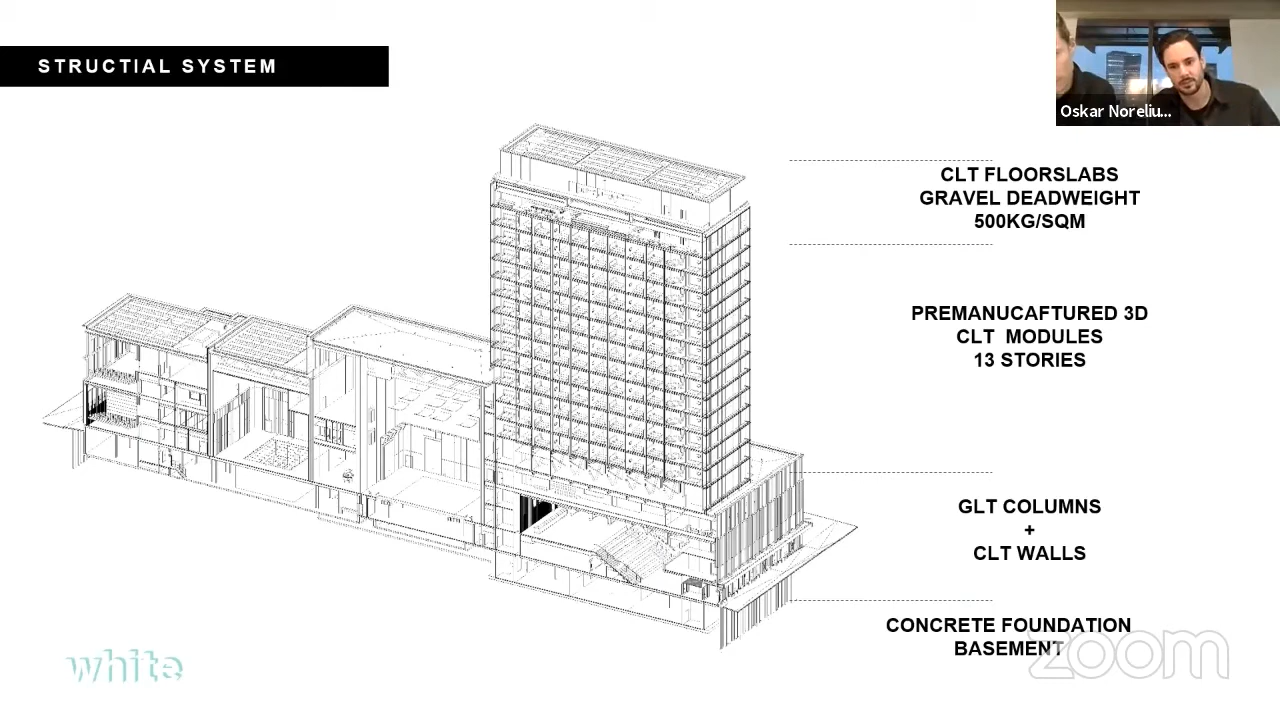 STRUCTIAL SYSTEM
Oskar Noreliu...
CLT FLOORSLABS
GRAVEL DEADWEIGHT
500KG/SQM
PREMANUCAFTURED 3D
CLT MODULES
13 STORIES
GLT COLUMNS
+
CLT WALLS
CONCRETE FOUNDATION
BASEMENT
white
zoom